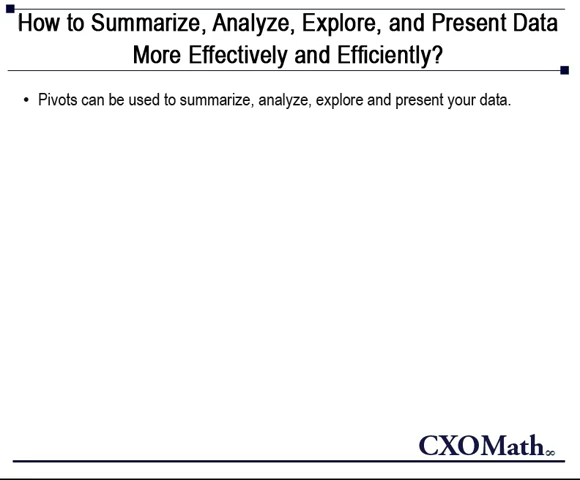 How to Summarize, Analyze, Explore, and Present Data
More Effectively and Efficiently?
• Pivots can be used to summarize, analyze, explore and present your data.
CXOMath∞